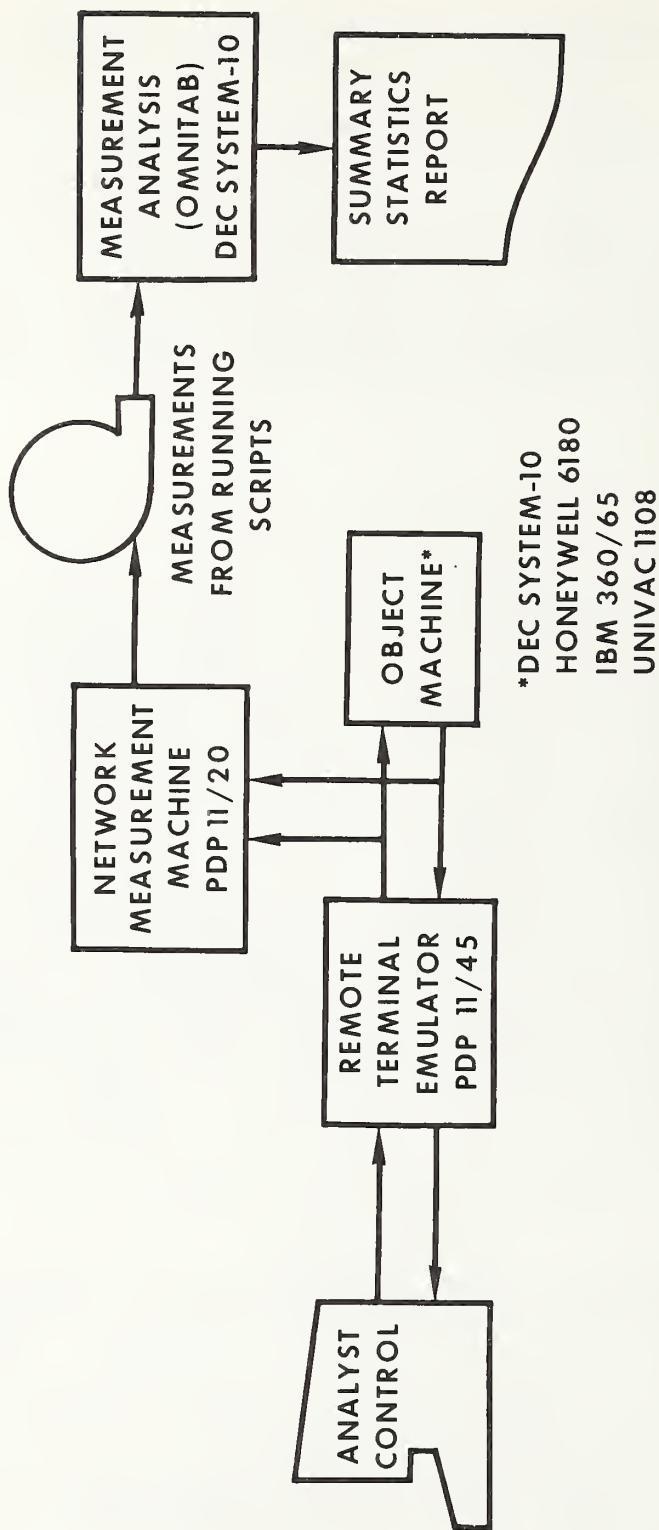 ANALYST
CONTROL
REMOTE
TERMINAL
EMULATOR
PDP 11/45
NETWORK
MEASUREMENT
MACHINE
PDP 11/20
OBJECT
MACHINE*
*DEC SYSTEM-10
HONEYWELL 6180
IBM 360/65
UNIVAC 1108
MEASUREMENTS
FROM RUNNING
SCRIPTS
MEASUREMENT
ANALYSIS
(OMNITAB)
DEC SYSTEM-10
SUMMARY
STATISTICS
REPORT